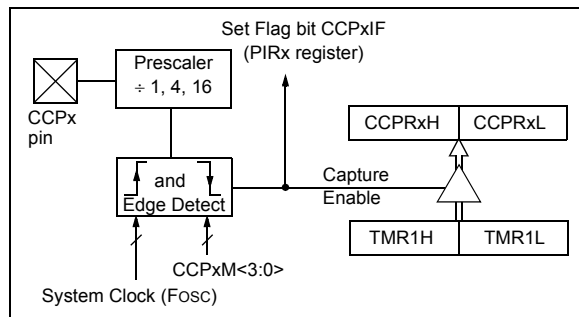 Set Flag bit CCPxIF
(PIRx register)
Prescaler
÷ 1, 4, 16
CCPx
pin
CCPRxH
CCPRxL
and
Edge Detect
Capture
Enable
TMR1H
TMR1L
CCPxM<3:0>
System Clock (FOSC)